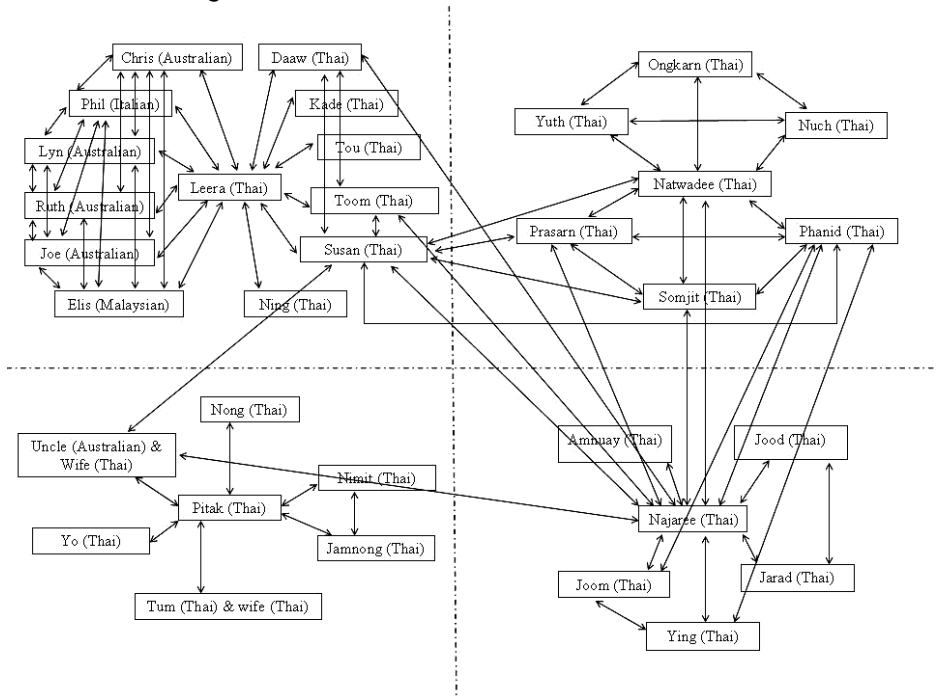 Chris (Australian)
Daaw (Thai)
Phil (Italian)
Kade (Thai)
Lyn (Australian)
Tou (Thai)
Leera (Thai)
Ruth (Australian)
Toom (Thai)
Joe (Australian)
Susan (Thai)
Elis (Malaysian)
Ning (Thai)
Ongkarn (Thai)
Yuth (Thai)
Nuch (Thai)
Natwadee (Thai)
Prasarn (Thai)
Phanid (Thai)
Somjit (Thai)
Nong (Thai)
Uncle (Australian) &
Wife (Thai)
Nimit (Thai)
Pitak (Thai)
Yo (Thai)
Jamnong (Thai)
Tum (Thai) & wife (Thai)
Amnuay (Thai)
Jood (Thai)
Najaree (Thai)
Joom (Thai)
Jarad (Thai)
Ying (Thai)